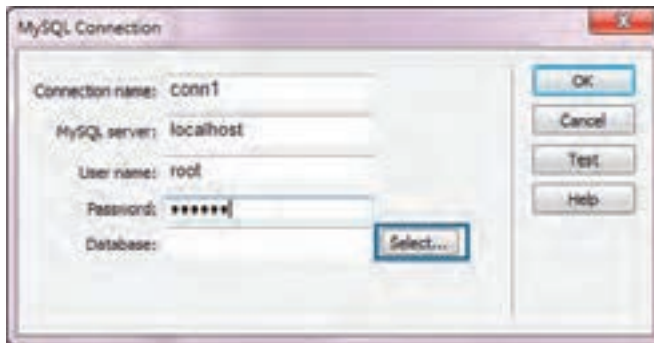 MySQL Connection
Connection name: conn1
MySQL server: localhost
User name: root
Password: ••••••
Database: Select...
OK
Cancel
Test
Help